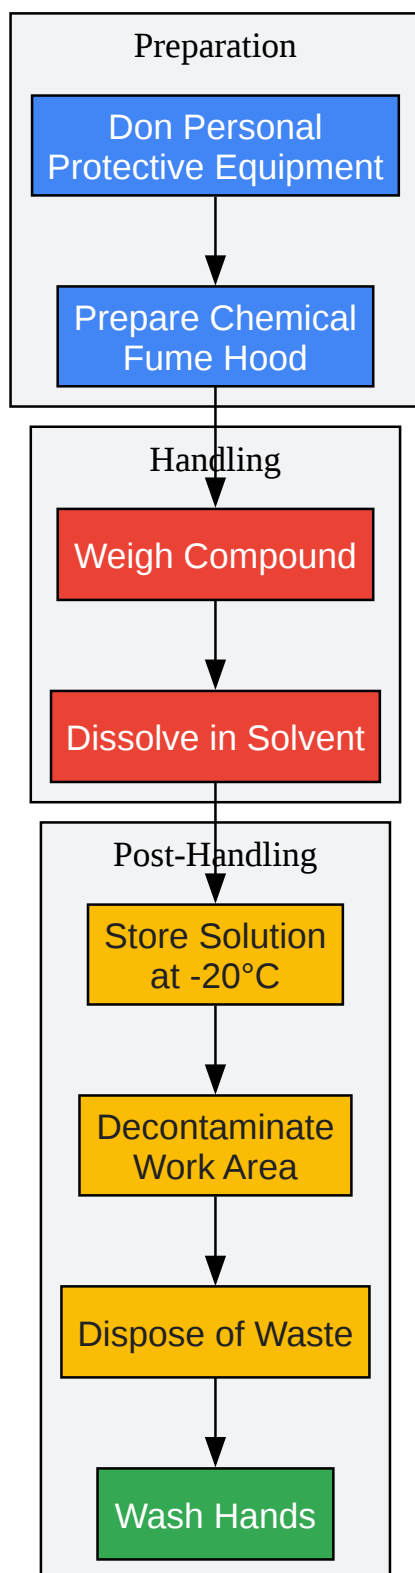 Preparation
Don Personal
Protective Equipment
Prepare Chemical
Fume Hood
Handling
Weigh Compound
Dissolve in Solvent
Post-Handling
Store Solution
at -20°C
Decontaminate
Work Area
Dispose of Waste
Wash Hands